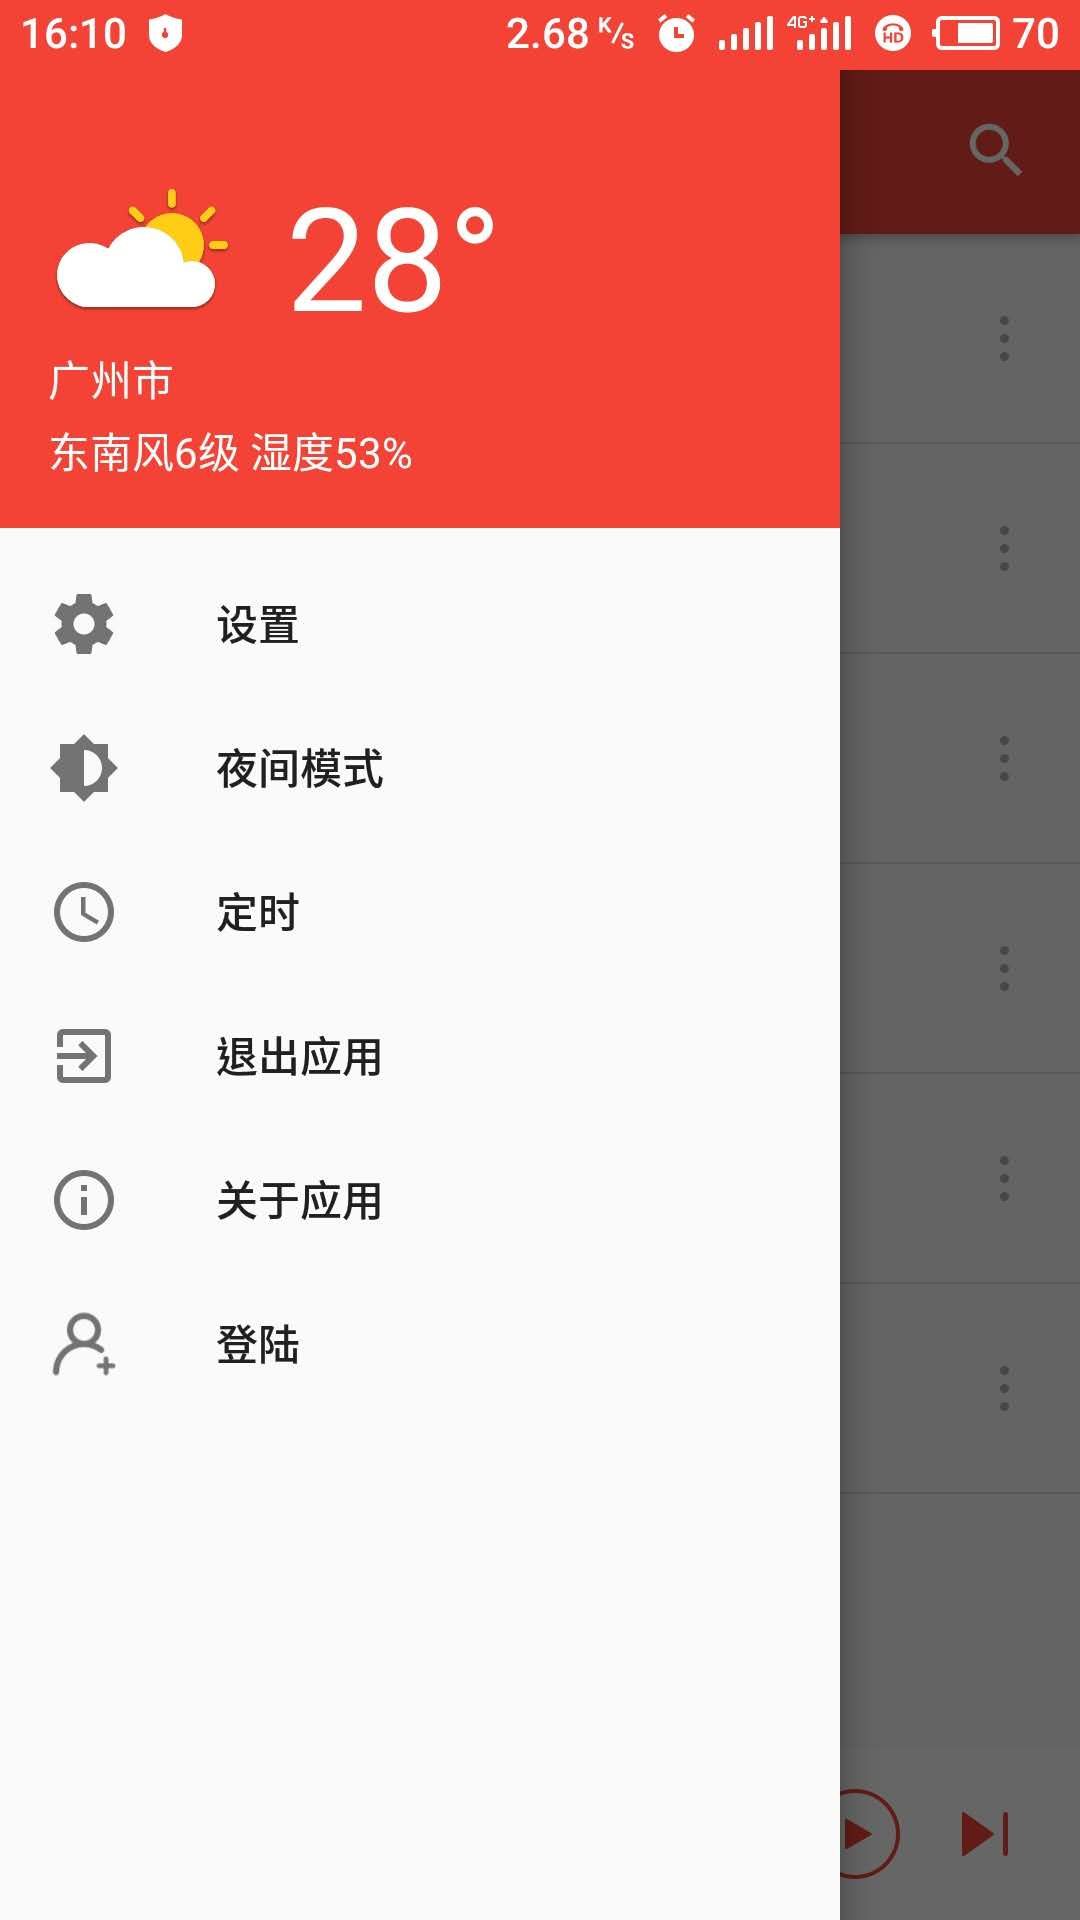 16:10 2.68 K/s 4G+ HD 70
28°
广州市
东南风6级 湿度53%
设置
夜间模式
定时
退出应用
关于应用
登陆